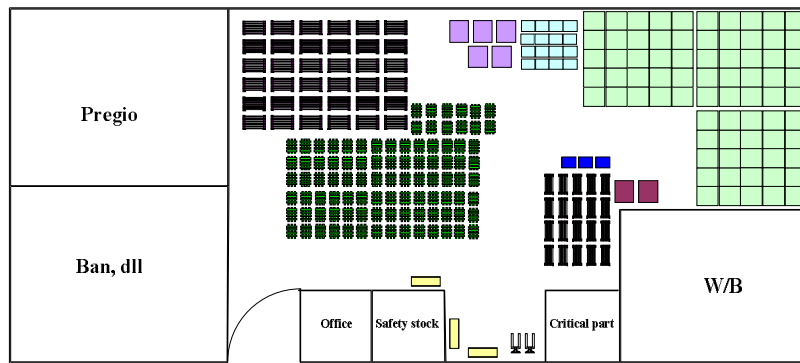 Pregio
Ban, dll
W/B
Office
Safety stock
Critical part